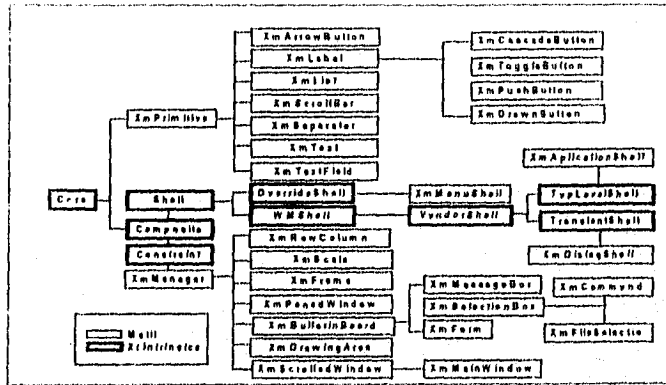 XmArrowButton
XmLabel
XmList
XmScrollBar
XmSeparator
XmText
XmTextField
XmCascadeButton
XmToggleButton
XmPushButton
XmDrawnButton
XmPrimitive
XmAplicationShell
Core
Shell
OverrideShell
XmMenuShell
TopLevelShell
WMShell
VendorShell
TransientShell
Composite
XmDialogShell
Constraint
XmManager
XmRowColumn
XmScale
XmFrame
XmPanedWindow
XmBulletinBoard
XmDrawingArea
XmScrolledWindow
XmMessageBox
XmSelectionBox
XmForm
XmCommand
XmFileSelectio
XmMainWindow
Motif
Xt Intrinsics